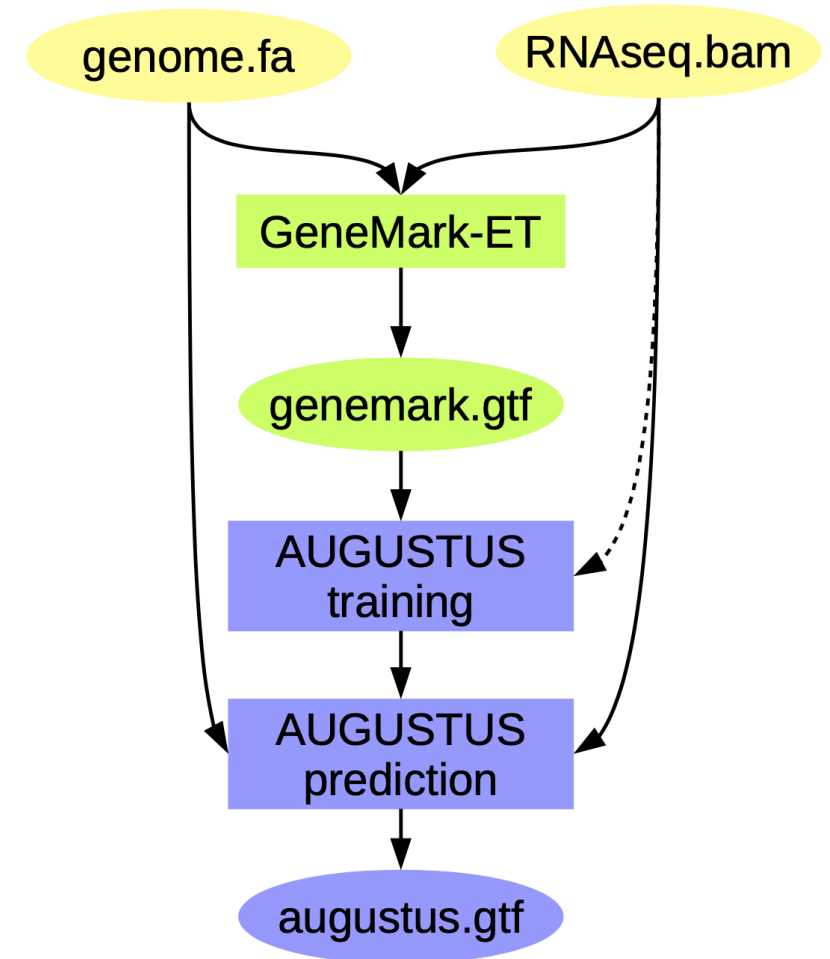 genome.fa
RNAseq.bam
GeneMark-ET
genemark.gtf
AUGUSTUS
training
AUGUSTUS
prediction
augustus.gtf